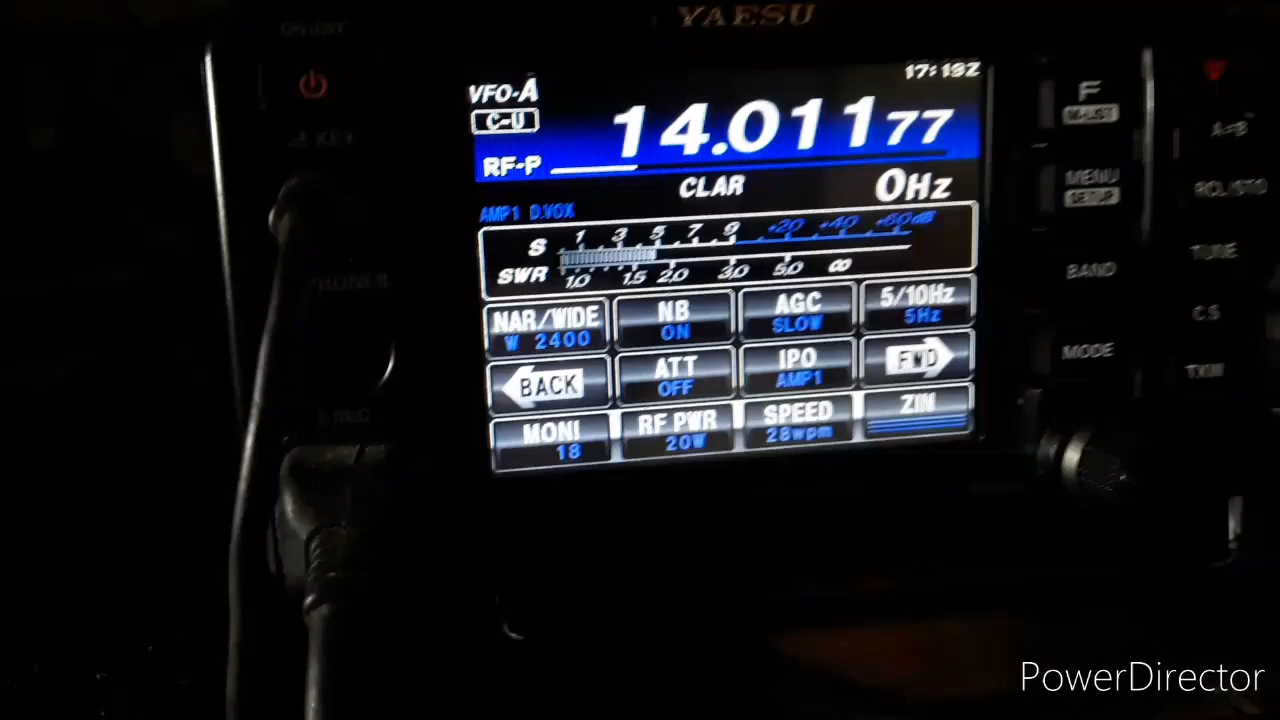 YAESU
ON/OFF
17:19Z
VFO-A
C-U
14.011 77
RF-P
CLAR 0Hz
AMP1 D.VOX
S 1 3 5 7 9 +20 +40 +60dB
SWR 1.0 1.5 2.0 3.0 5.0 ∞
NAR/WIDE
W 2400
NB
ON
AGC
SLOW
5/10Hz
5Hz
BACK
ATT
OFF
IPO
AMP1
FWD
MONI
18
RF PWR
20W
SPEED
28wpm
ZIN
KEY
PHONES
F
M-LIST
MENU
SETUP
BAND
MODE
A=B
RCL/STO
TUNE
C.S
TXW
PowerDirector